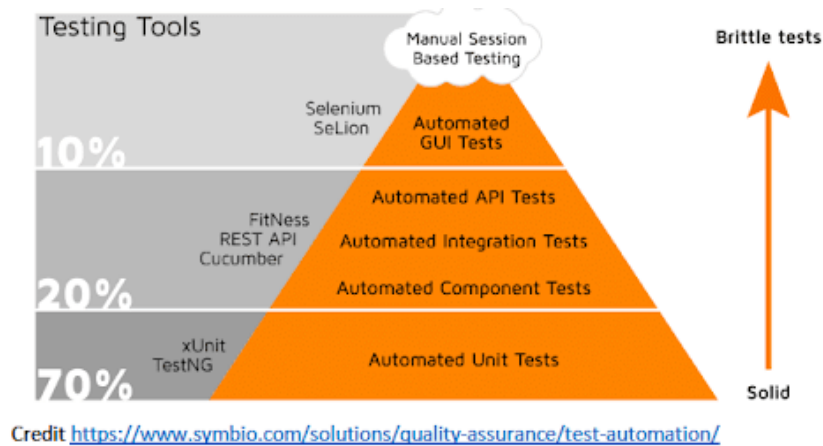 Testing Tools
Manual Session
Based Testing
Brittle tests
Selenium
SeLion
Automated
GUI Tests
10%
Automated API Tests
FitNess
REST API
Cucumber
Automated Integration Tests
Automated Component Tests
20%
xUnit
TestNG
Automated Unit Tests
70%
Solid
Credit https://www.symbio.com/solutions/quality-assurance/test-automation/